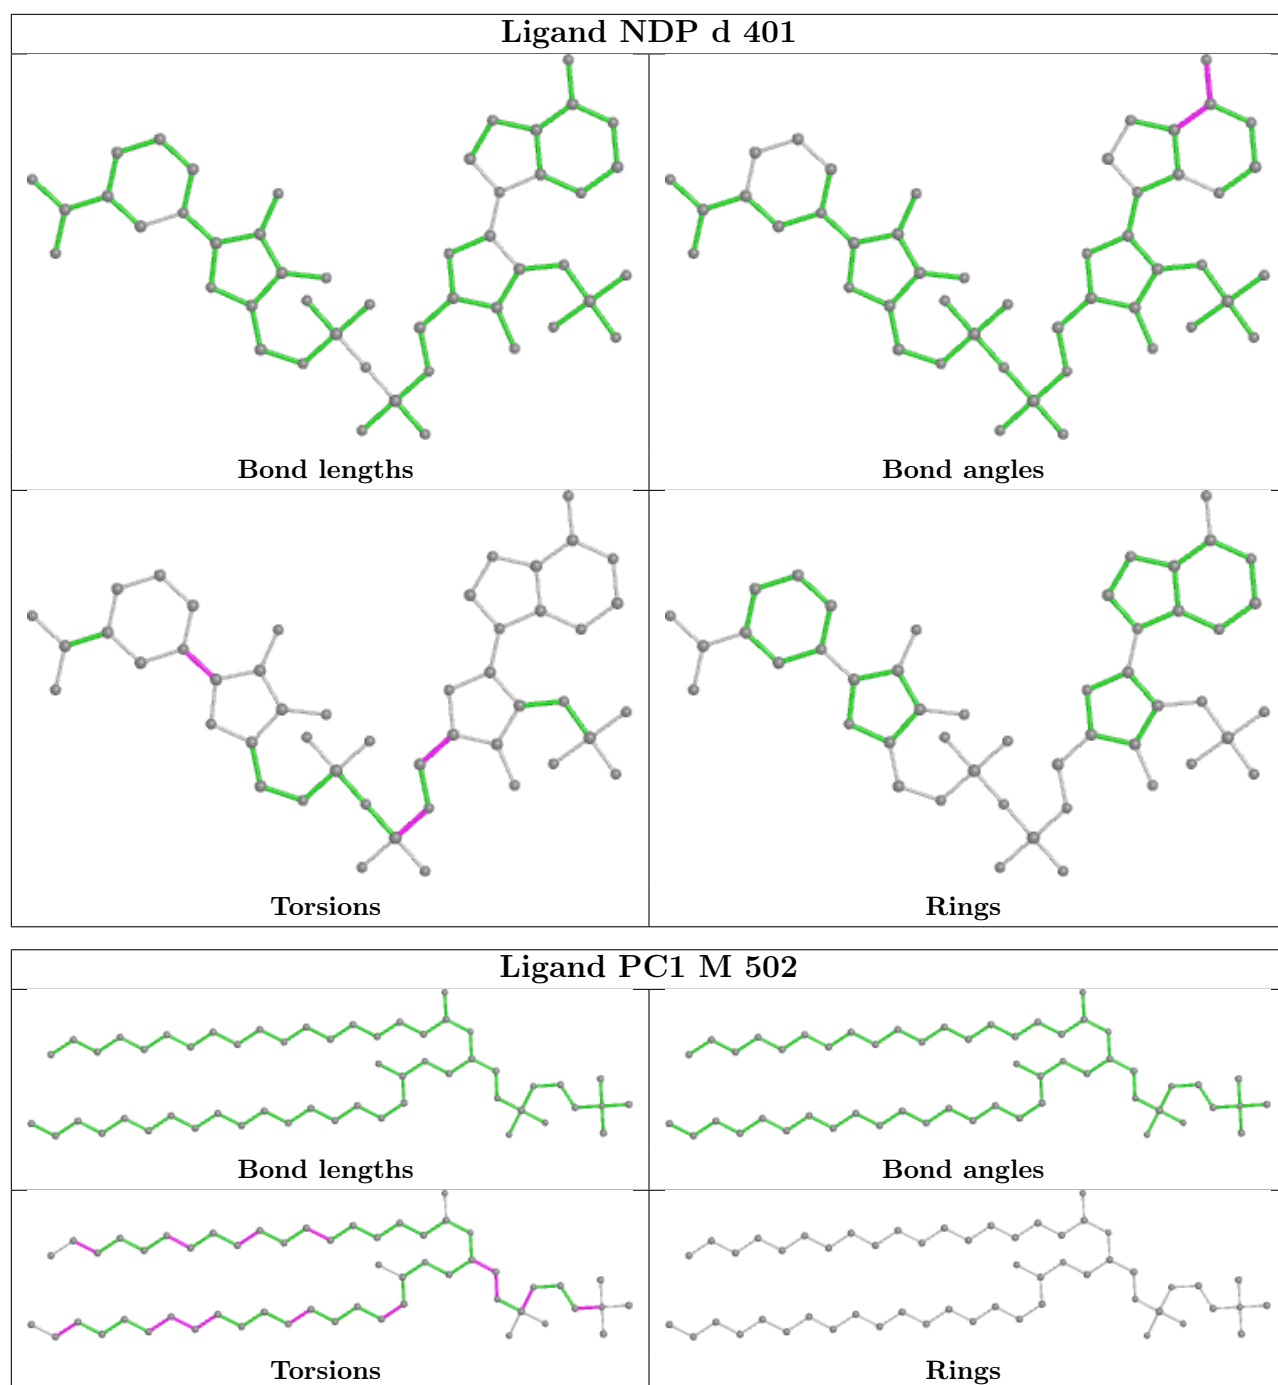 Ligand NDP d 401
Bond lengths
Bond angles
Torsions
Rings
Ligand PC1 M 502
Bond lengths
Bond angles
Torsions
Rings